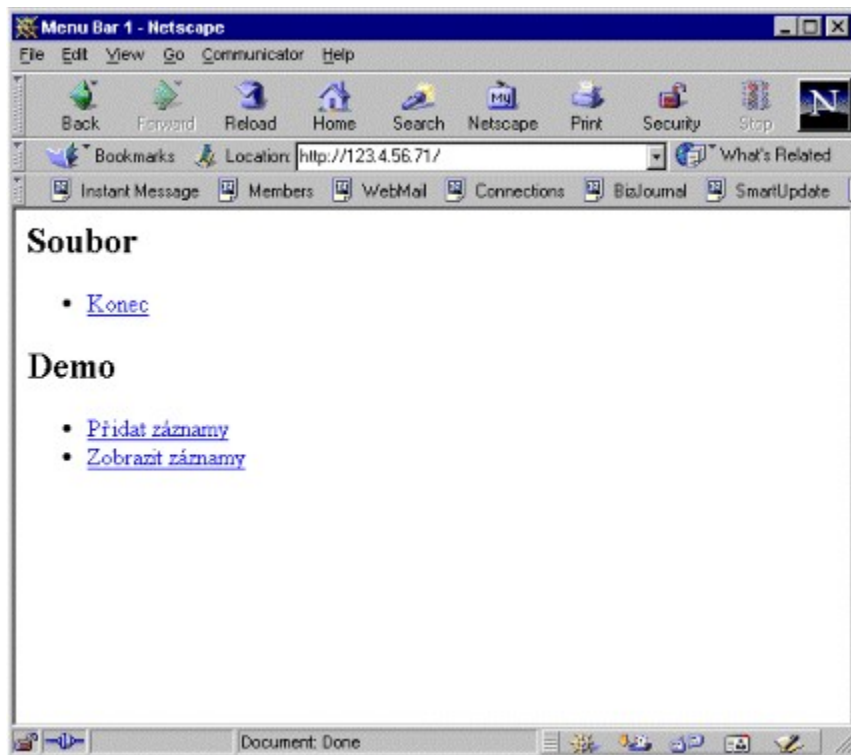 Menu Bar 1 - Netscape
File Edit View Go Communicator Help
Back Forward Reload Home Search Netscape Print Security Stop
Bookmarks Location: http://123.4.56.71/ What's Related
Instant Message Members WebMail Connections BizJournal SmartUpdate
Soubor
Konec
Demo
Přidat záznamy
Zobrazit záznamy
Document: Done